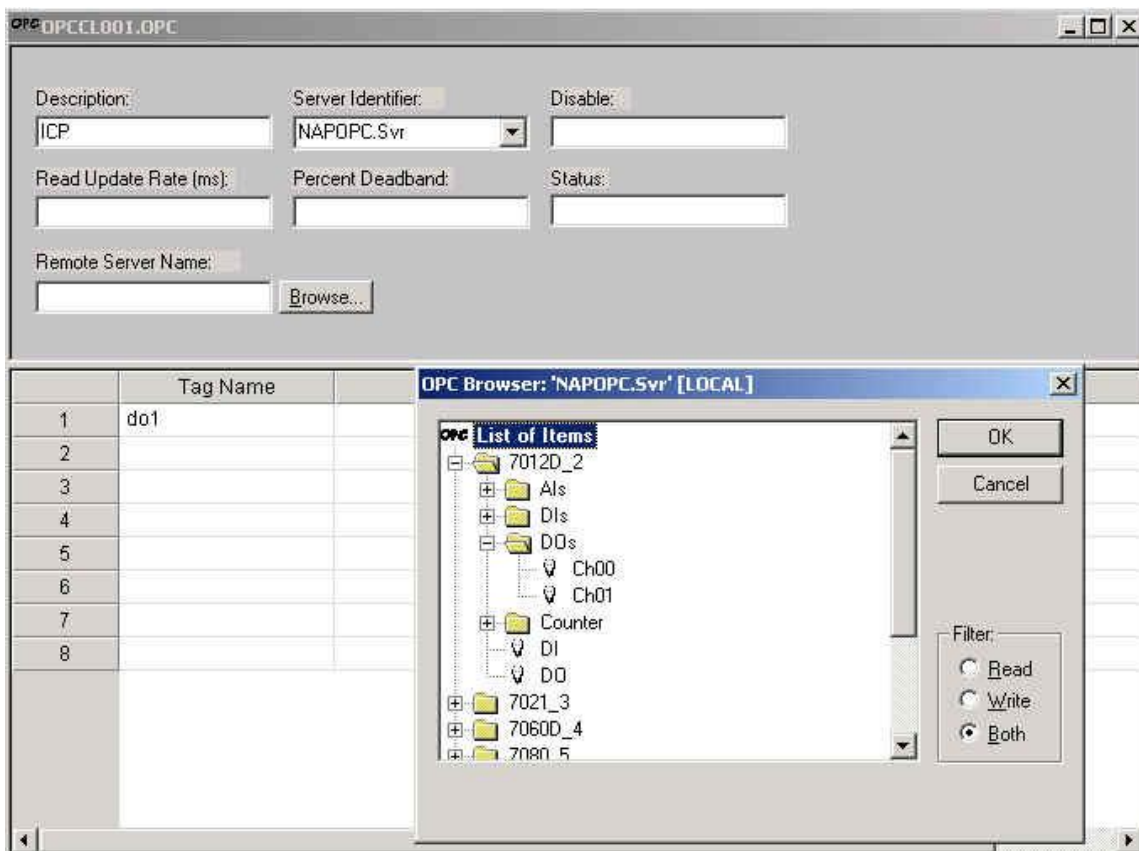 OPC OPCCL001.OPC
Description: Server Identifier: Disable:
ICP NAPOPC.Svr
Read Update Rate (ms): Percent Deadband: Status:
Remote Server Name:
Browse...
Tag Name
1 do1
2
3
4
5
6
7
8
OPC Browser: 'NAPOPC.Svr' [LOCAL]
OPC List of Items
7012D_2
AIs
DIs
DOs
Ch00
Ch01
Counter
DI
DO
7021_3
7060D_4
7080_5
OK
Cancel
Filter:
Read
Write
Both